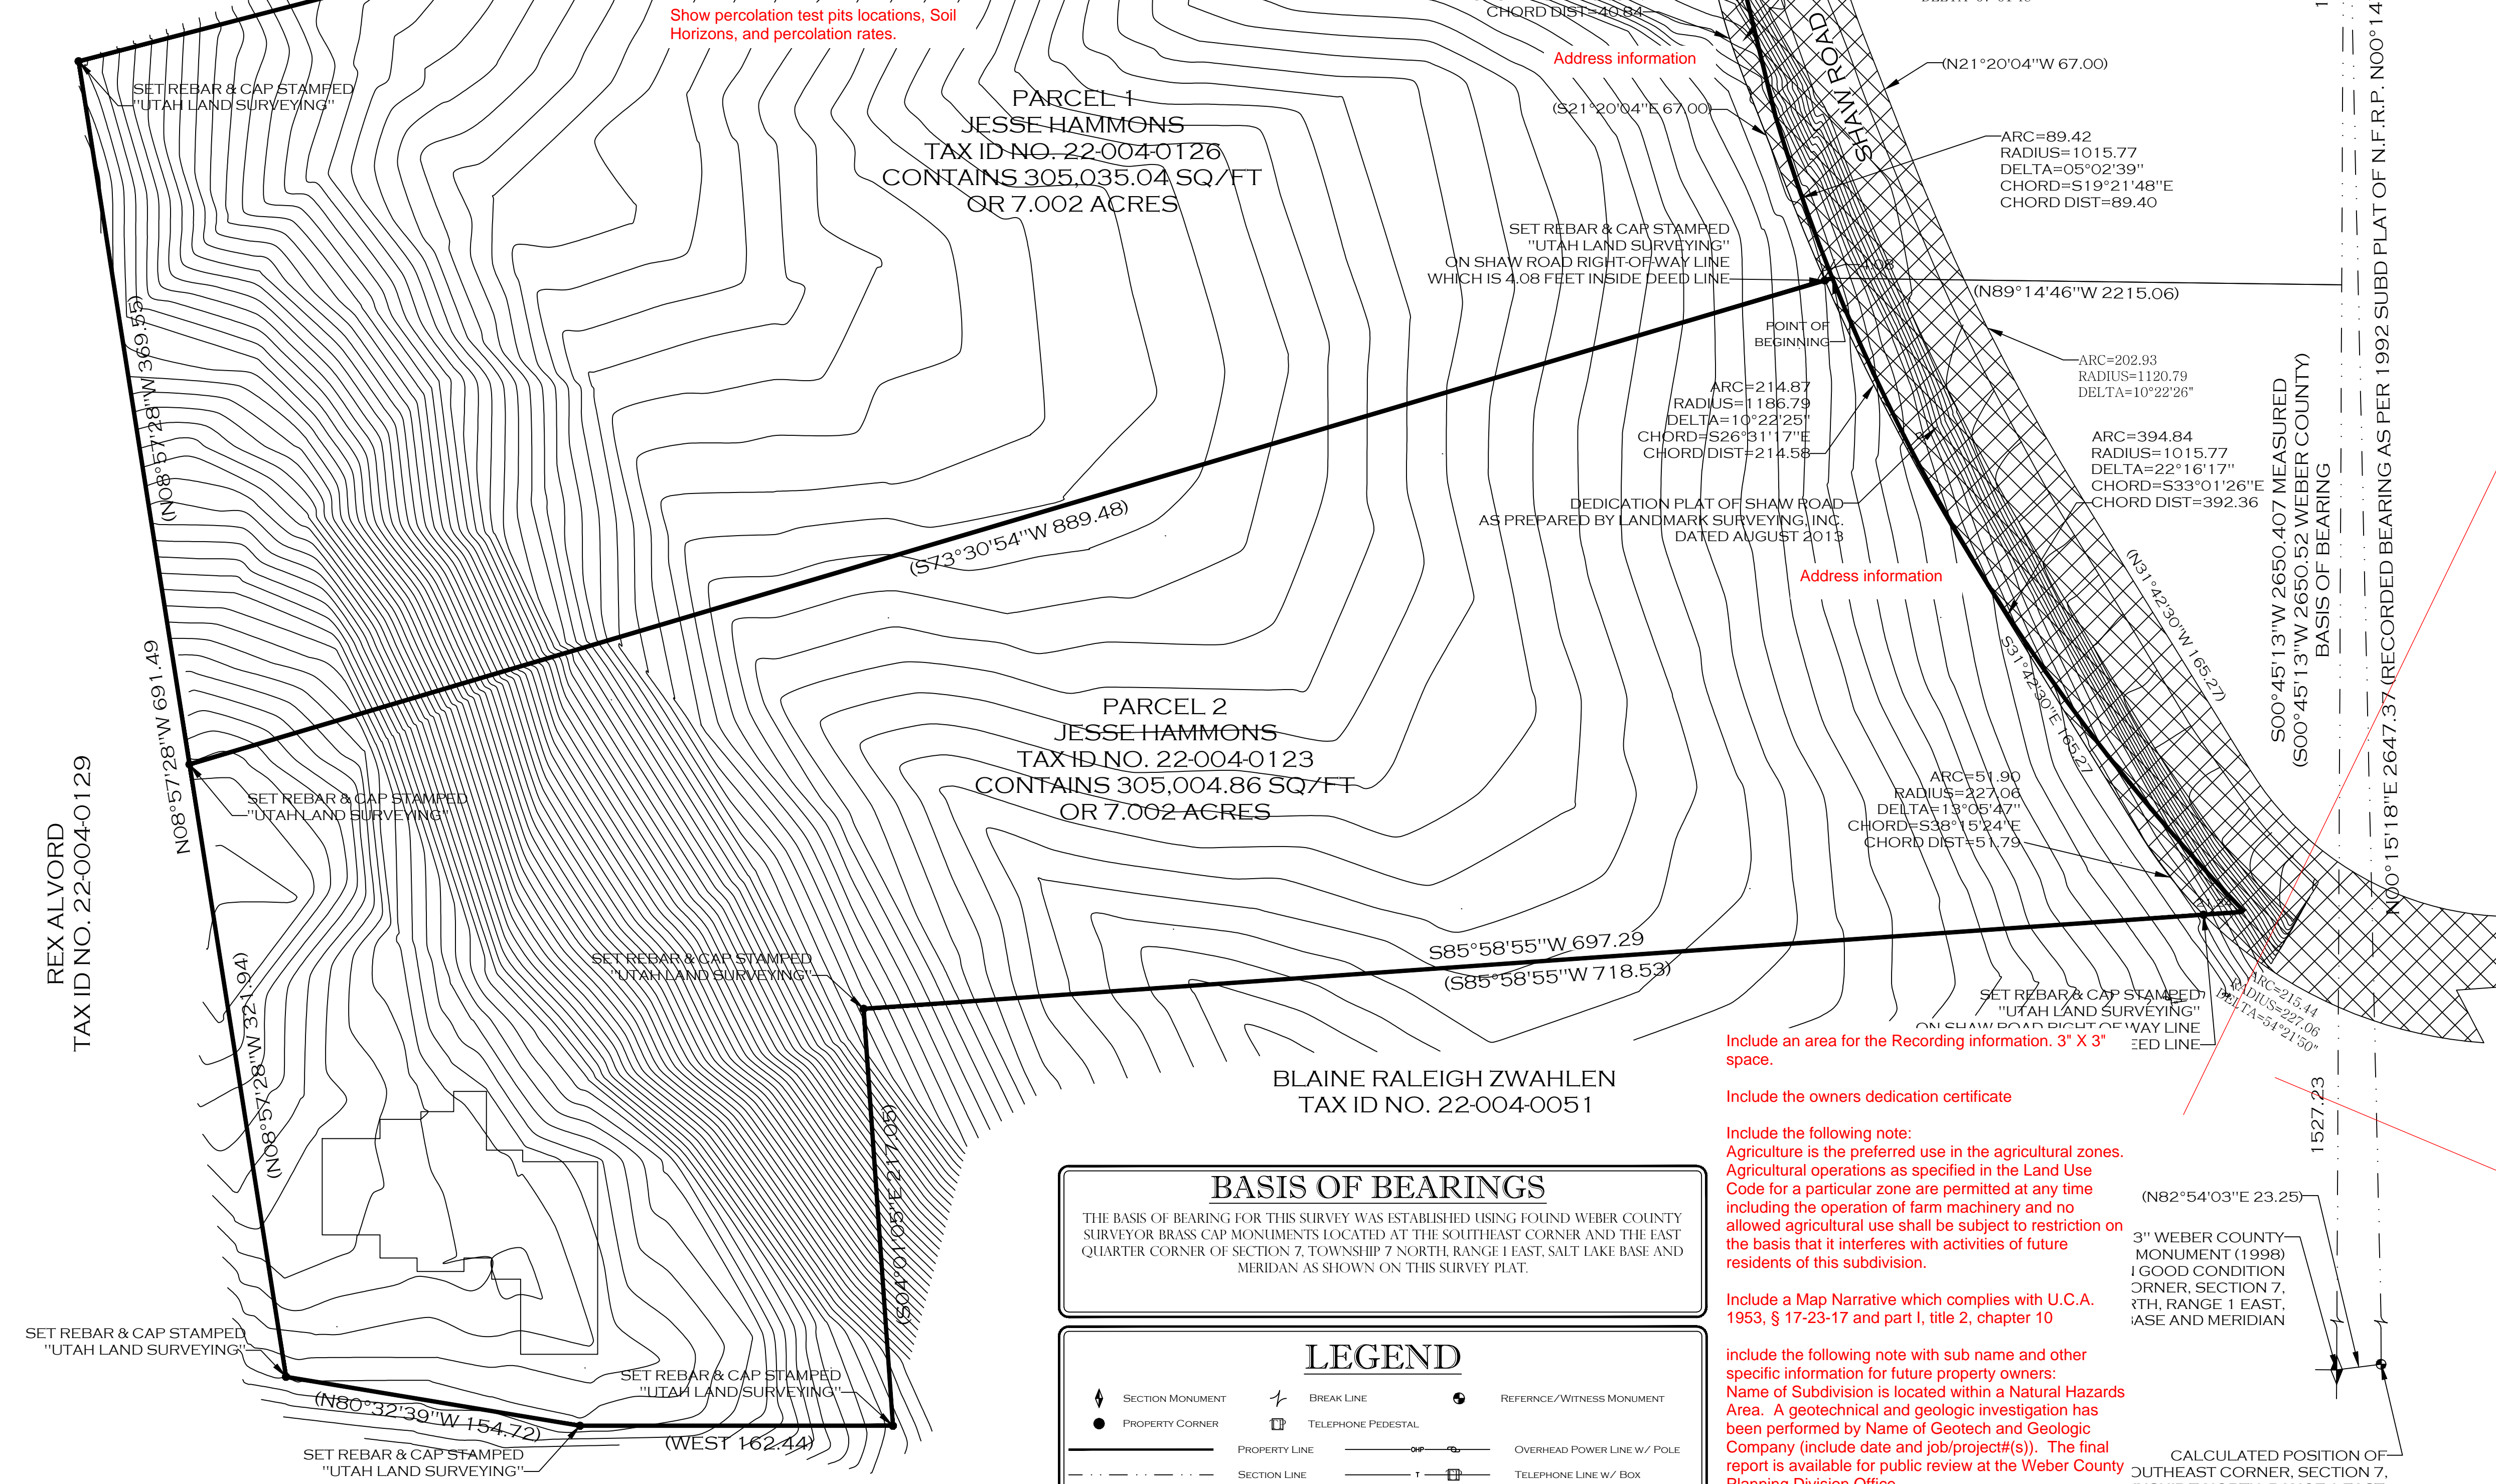 Show percolation test pits locations, Soil
Horizons, and percolation rates.
CHORD DIST=40.84
Address information
SHAW ROAD
(N21°20'04"W 67.00)
SET REBAR & CAP STAMPED
"UTAH LAND SURVEYING"
PARCEL 1
JESSE HAMMONS
TAX ID NO. 22-004-0126
CONTAINS 305,035.04 SQ/FT
OR 7.002 ACRES
(S21°20'04"E 67.00)
ARC=89.42
RADIUS=1015.77
DELTA=05°02'39"
CHORD=S19°21'48"E
CHORD DIST=89.40
SET REBAR & CAP STAMPED
"UTAH LAND SURVEYING"
ON SHAW ROAD RIGHT-OF-WAY LINE
WHICH IS 4.08 FEET INSIDE DEED LINE
4.08
(N89°14'46"W 2215.06)
POINT OF
BEGINNING
ARC=202.93
RADIUS=1120.79
DELTA=10°22'26"
ARC=214.87
RADIUS=1186.79
DELTA=10°22'25"
CHORD=S26°31'17"E
CHORD DIST=214.58
ARC=394.84
RADIUS=1015.77
DELTA=22°16'17"
CHORD=S33°01'26"E
CHORD DIST=392.36
S00°45'13"W 2650.407 MEASURED
(S00°45'13"W 2650.52 WEBER COUNTY)
BASIS OF BEARING
N00°15'18"E 2647.37 (RECORDED BEARING AS PER 1992 SUBD PLAT OF N.F.R.P. N00°14
(N08°57'28"W 369.55)
(S73°30'54"W 889.48)
DEDICATION PLAT OF SHAW ROAD
AS PREPARED BY LANDMARK SURVEYING, INC.
DATED AUGUST 2013
Address information
(N31°42'30"W 165.27)
S31°42'30"E 165.27
N08°57'28"W 691.49
REX ALVORD
TAX ID NO. 22-004-0129
SET REBAR & CAP STAMPED
"UTAH LAND SURVEYING"
PARCEL 2
JESSE HAMMONS
TAX ID NO. 22-004-0123
CONTAINS 305,004.86 SQ/FT
OR 7.002 ACRES
ARC=51.90
RADIUS=227.06
DELTA=13°05'47"
CHORD=S38°15'24"E
CHORD DIST=51.79
SET REBAR & CAP STAMPED
"UTAH LAND SURVEYING"
S85°58'55"W 697.29
(S85°58'55"W 718.53)
(N08°57'28"W 321.94)
SET REBAR & CAP STAMPED
"UTAH LAND SURVEYING"
ON SHAW ROAD RIGHT OF WAY LINE
EED LINE
ARC=215.44
RADIUS=227.06
DELTA=54°21'50"
BLAINE RALEIGH ZWAHLEN
TAX ID NO. 22-004-0051
(S04°01'05"E 217.05)
1527.23
Include an area for the Recording information. 3" X 3"
space.
Include the owners dedication certificate
Include the following note:
Agriculture is the preferred use in the agricultural zones.
Agricultural operations as specified in the Land Use
Code for a particular zone are permitted at any time
including the operation of farm machinery and no
allowed agricultural use shall be subject to restriction on
the basis that it interferes with activities of future
residents of this subdivision.
Include a Map Narrative which complies with U.C.A.
1953, § 17-23-17 and part I, title 2, chapter 10
include the following note with sub name and other
specific information for future property owners:
Name of Subdivision is located within a Natural Hazards
Area. A geotechnical and geologic investigation has
been performed by Name of Geotech and Geologic
Company (include date and job/project#(s)). The final
report is available for public review at the Weber County
Planning Division Office
(N82°54'03"E 23.25)
3" WEBER COUNTY
MONUMENT (1998)
GOOD CONDITION
ORNER, SECTION 7,
RTH, RANGE 1 EAST,
BASE AND MERIDIAN
CALCULATED POSITION OF
OUTHEAST CORNER, SECTION 7,
BASIS OF BEARINGS
THE BASIS OF BEARING FOR THIS SURVEY WAS ESTABLISHED USING FOUND WEBER COUNTY
SURVEYOR BRASS CAP MONUMENTS LOCATED AT THE SOUTHEAST CORNER AND THE EAST
QUARTER CORNER OF SECTION 7, TOWNSHIP 7 NORTH, RANGE 1 EAST, SALT LAKE BASE AND
MERIDAN AS SHOWN ON THIS SURVEY PLAT.
LEGEND
SECTION MONUMENT
BREAK LINE
REFERNCE/WITNESS MONUMENT
PROPERTY CORNER
TELEPHONE PEDESTAL
PROPERTY LINE
OHP
OVERHEAD POWER LINE W/ POLE
SECTION LINE
T
TELEPHONE LINE W/ BOX
SET REBAR & CAP STAMPED
"UTAH LAND SURVEYING"
SET REBAR & CAP STAMPED
"UTAH LAND SURVEYING"
(N80°32'39"W 154.72)
(WEST 162.44)
SET REBAR & CAP STAMPED
"UTAH LAND SURVEYING"